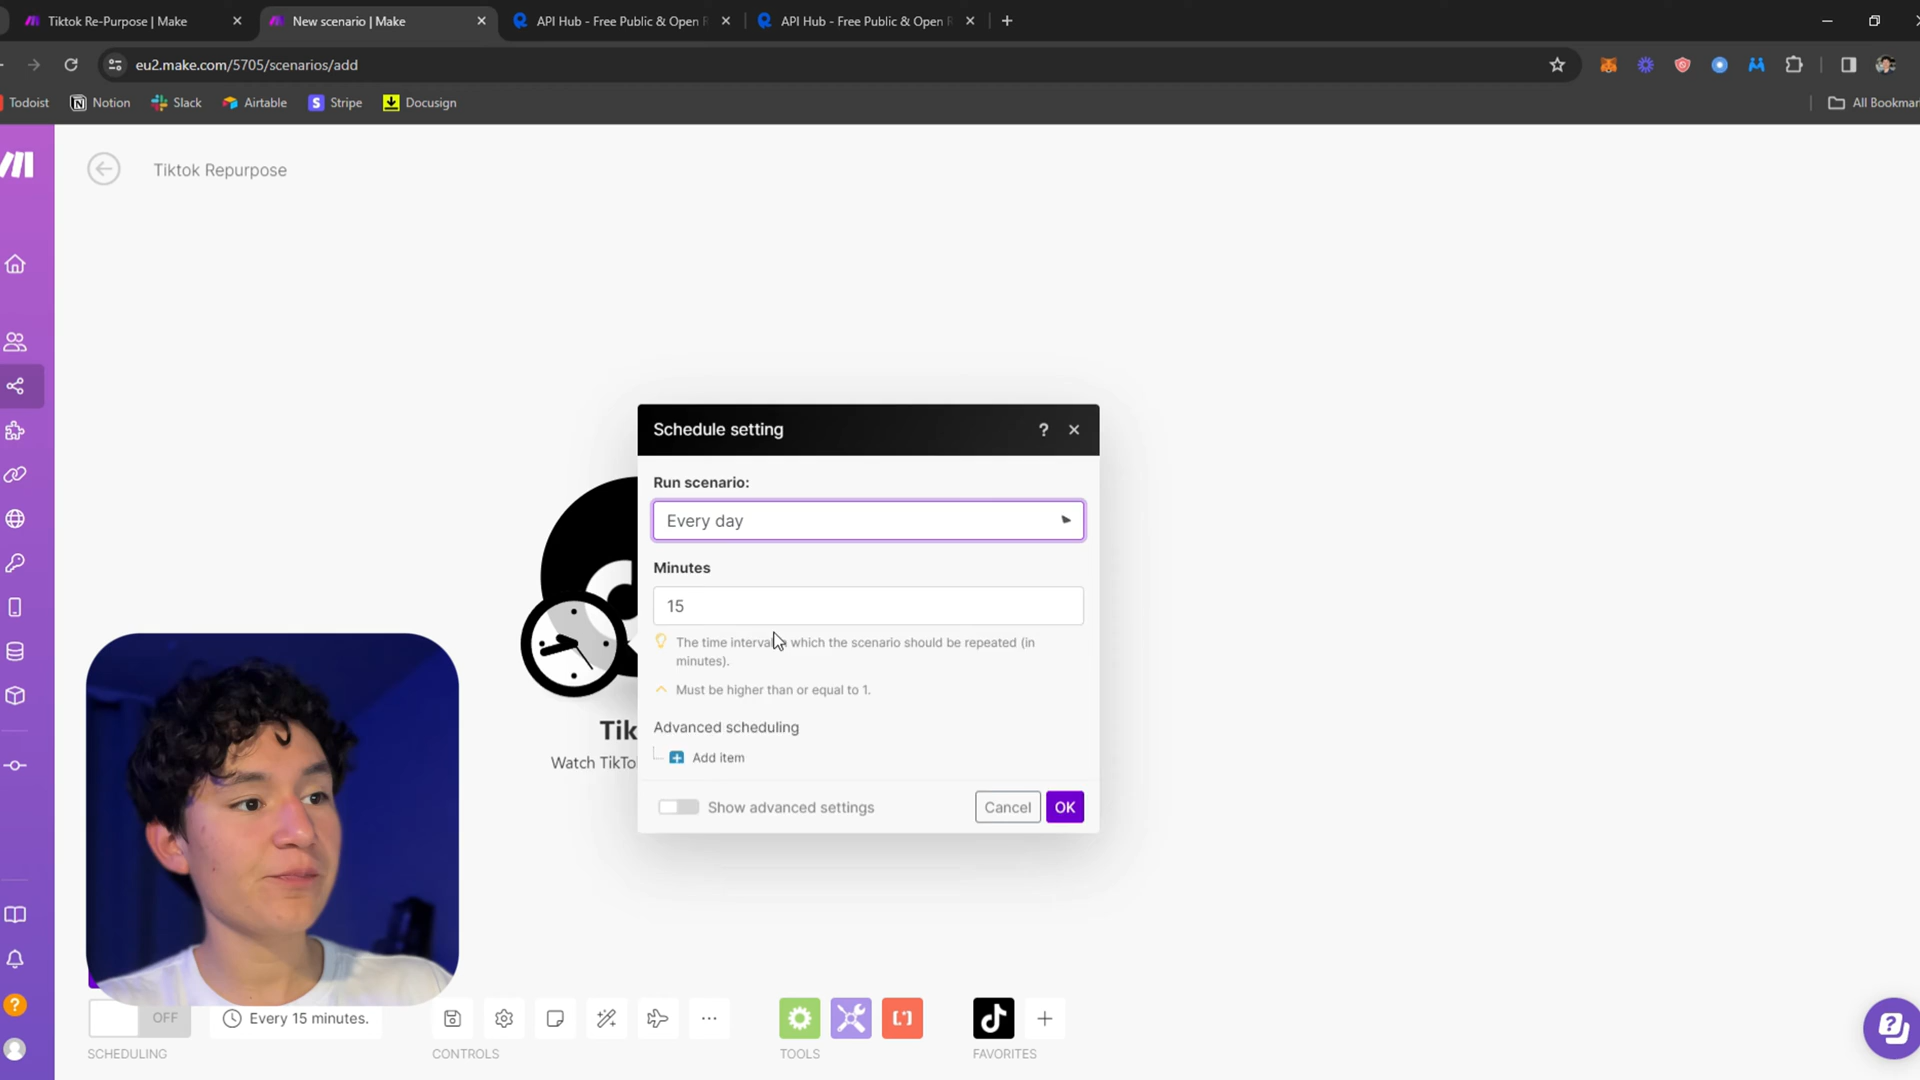 Tiktok Re-Purpose | Make
New scenario | Make
API Hub - Free Public & Open
API Hub - Free Public & Open
eu2.make.com/5705/scenarios/add
Todoist
Notion
Slack
Airtable
Stripe
Docusign
All Bookmar
Tiktok Repurpose
Schedule setting
?
Run scenario:
Every day
Minutes
15
The time interval which the scenario should be repeated (in
minutes).
Must be higher than or equal to 1.
Advanced scheduling
Add item
Show advanced settings
Cancel
OK
Tik
Watch TikTo
OFF
Every 15 minutes.
SCHEDULING
CONTROLS
TOOLS
FAVORITES